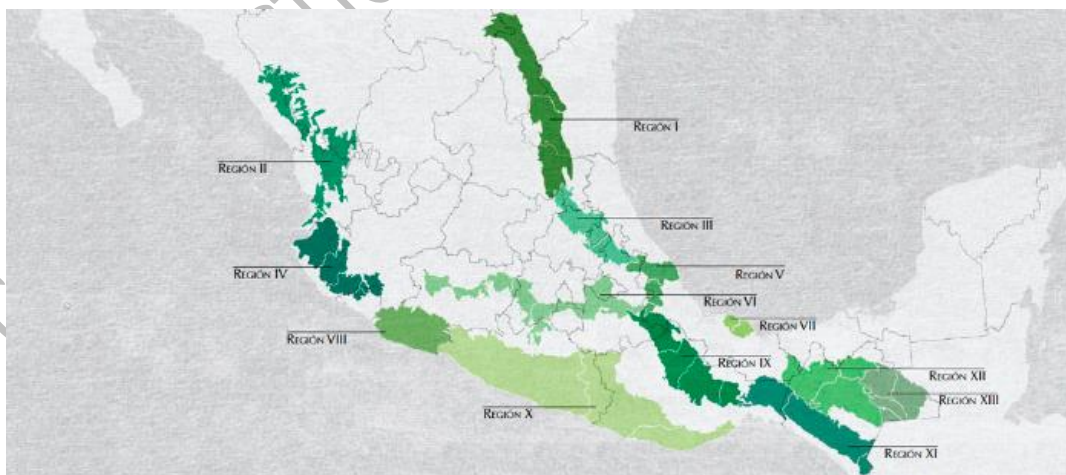 Región I
Región II
Región III
Región IV
Región V
Región VI
Región VII
Región VIII
Región IX
Región XII
Región XIII
Región X
Región XI